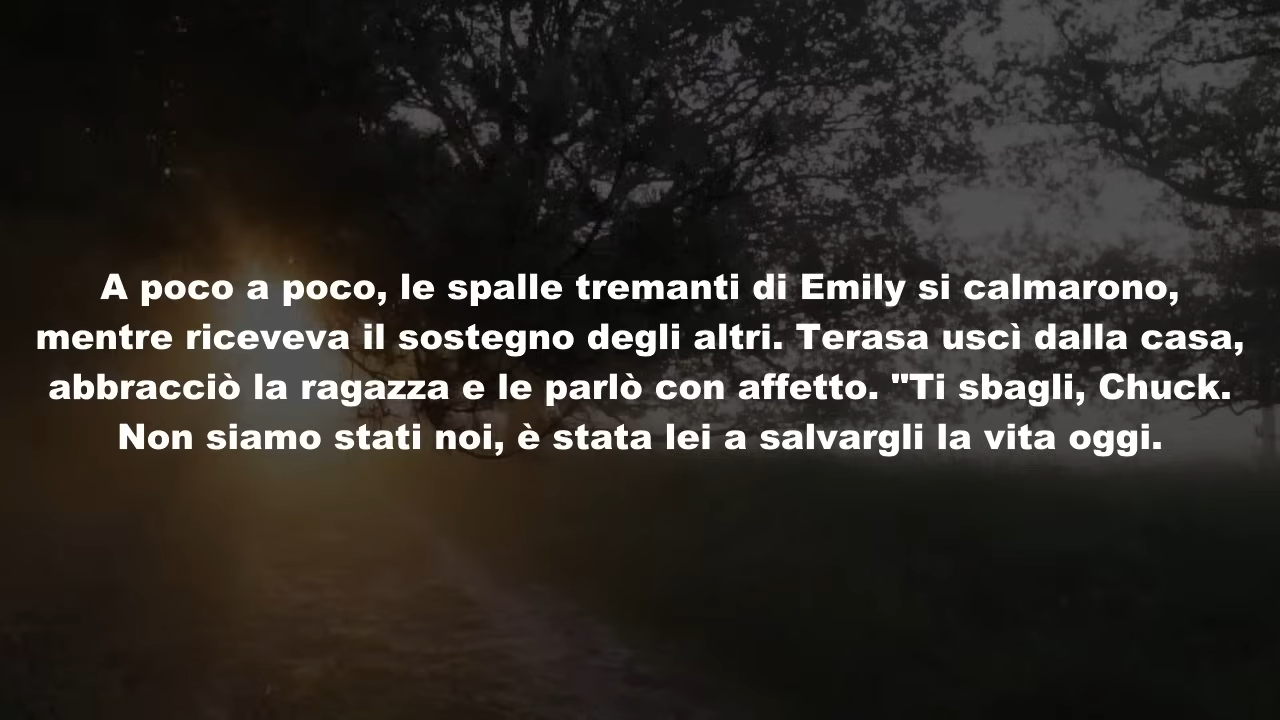 A poco a poco, le spalle tremanti di Emily si calmarono,
mentre riceveva il sostegno degli altri. Terasa uscì dalla casa,
abbracciò la ragazza e le parlò con affetto. "Ti sbagli, Chuck.
Non siamo stati noi, è stata lei a salvargli la vita oggi.